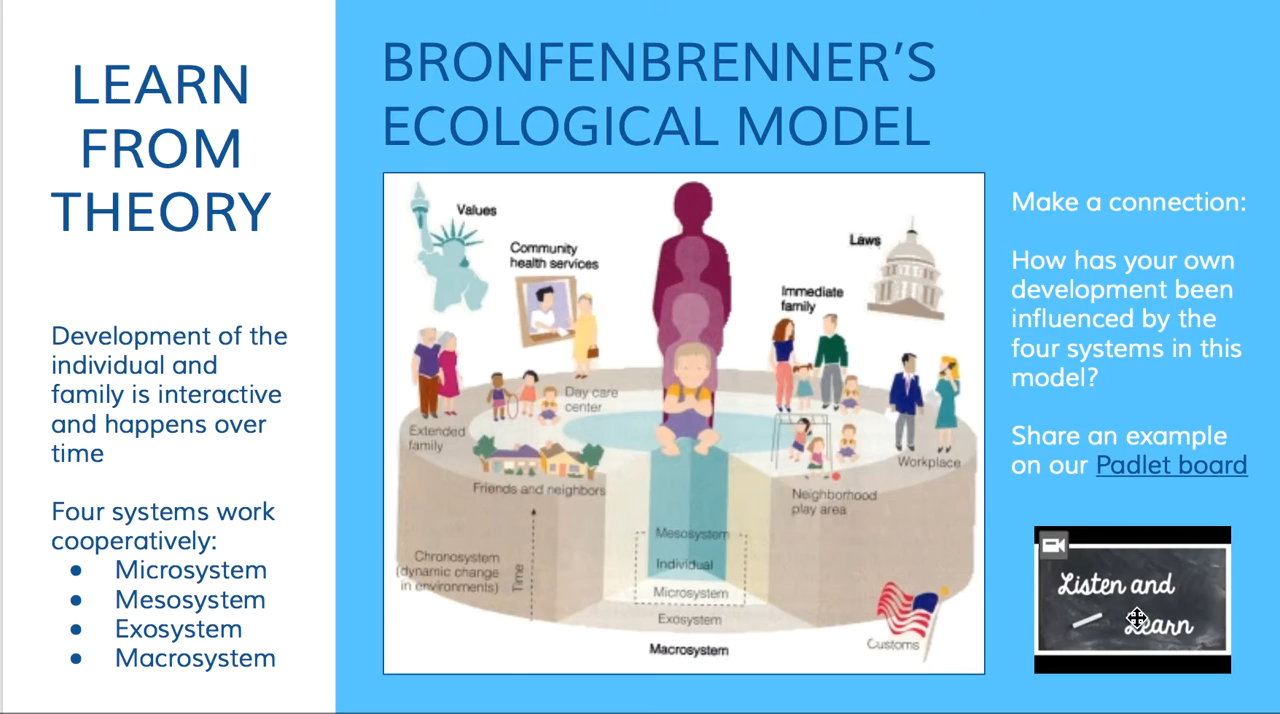 LEARN
FROM
THEORY
Development of the
individual and
family is interactive
and happens over
time
Four systems work
cooperatively:
● Microsystem
● Mesosystem
● Exosystem
● Macrosystem
BRONFENBRENNER’S
ECOLOGICAL MODEL
Values
Community
health services
Laws
Immediate
family
Day care
center
Extended
family
Friends and neighbors
Workplace
Neighborhood
play area
Chronosystem
(dynamic change
in environments)
Time
Mesosystem
Individual
Microsystem
Exosystem
Macrosystem
Customs
Make a connection:
How has your own
development been
influenced by the
four systems in this
model?
Share an example
on our Padlet board
Listen and
Learn